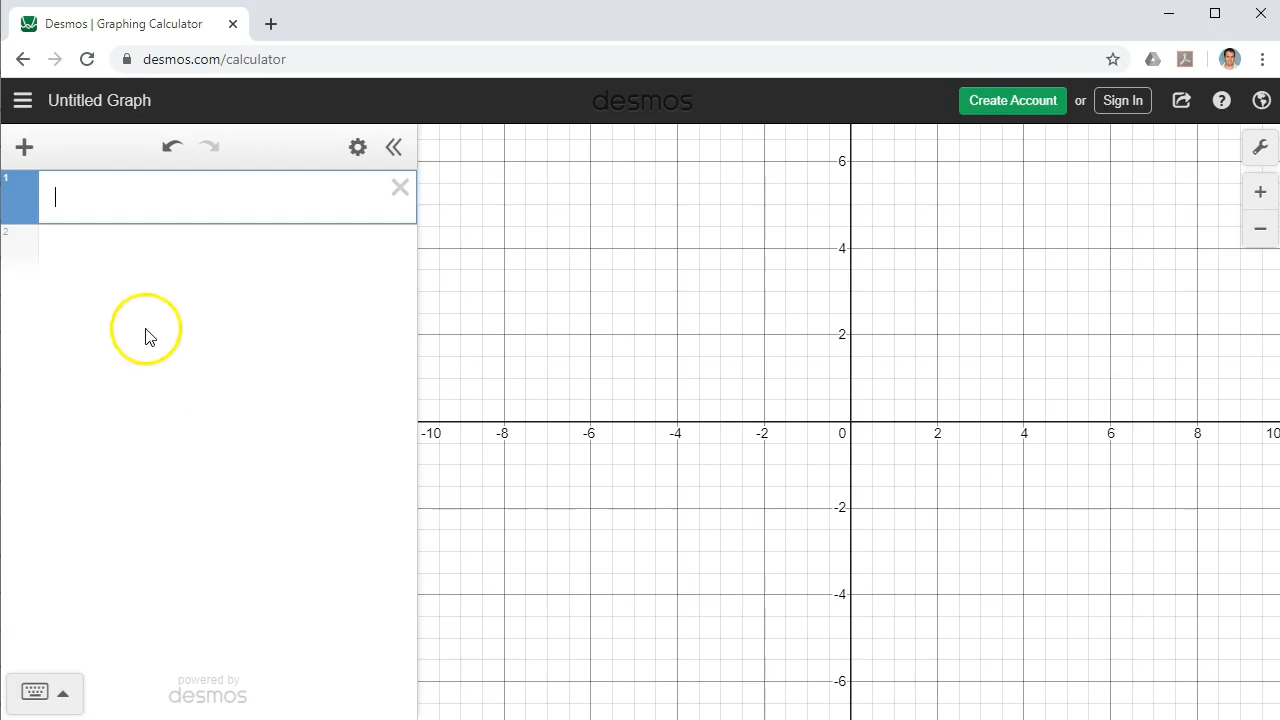 Desmos | Graphing Calculator
desmos.com/calculator
Untitled Graph
desmos
Create Account
or
Sign In
1
2
powered by
desmos
6
4
2
-10 -8 -6 -4 -2 0 2 4 6 8 10
-2
-4
-6